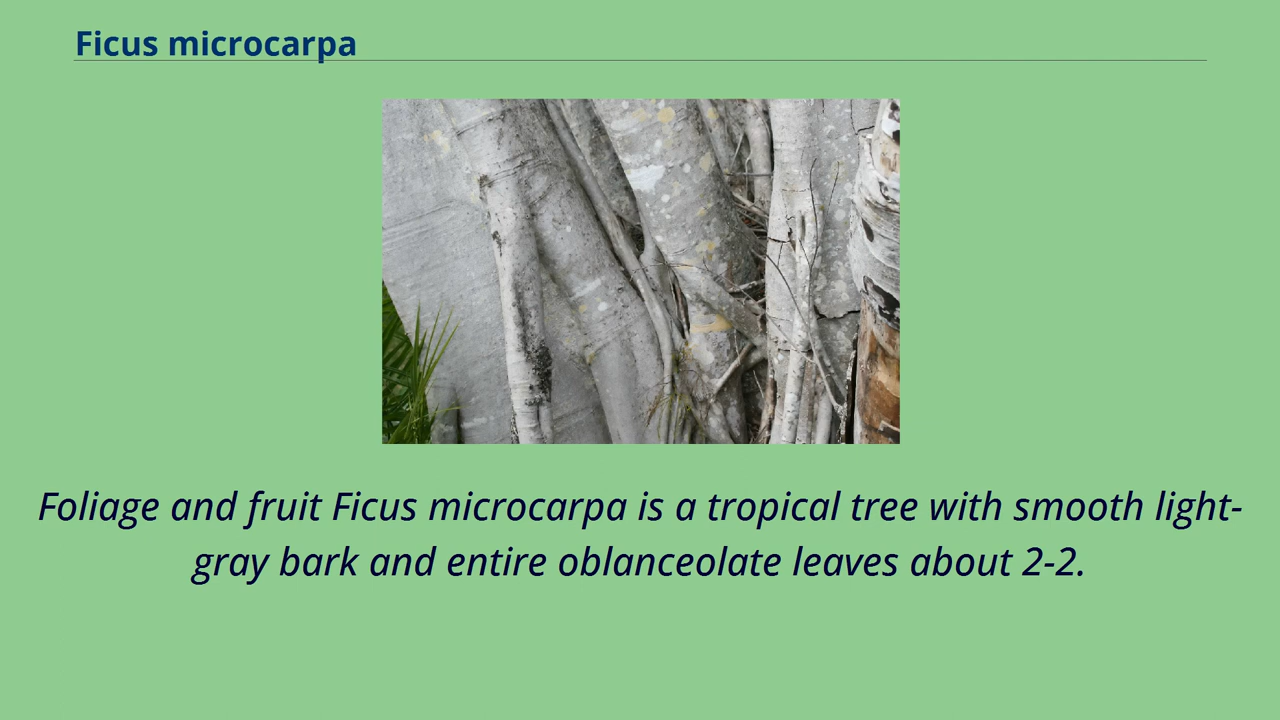 Ficus microcarpa
Foliage and fruit Ficus microcarpa is a tropical tree with smooth light-
gray bark and entire oblanceolate leaves about 2-2.